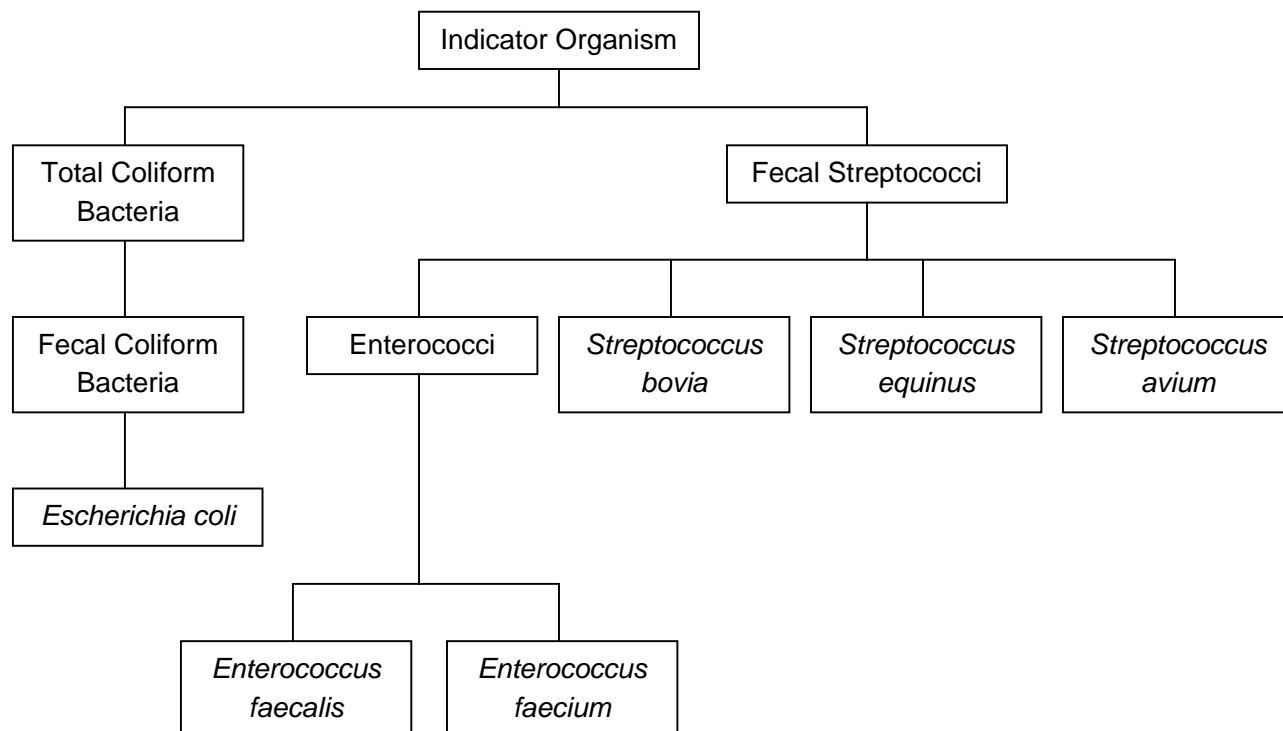 Indicator Organism
Total Coliform
Bacteria
Fecal Streptococci
Fecal Coliform
Bacteria
Enterococci
Streptococcus
bovia
Streptococcus
equinus
Streptococcus
avium
Escherichia coli
Enterococcus
faecalis
Enterococcus
faecium